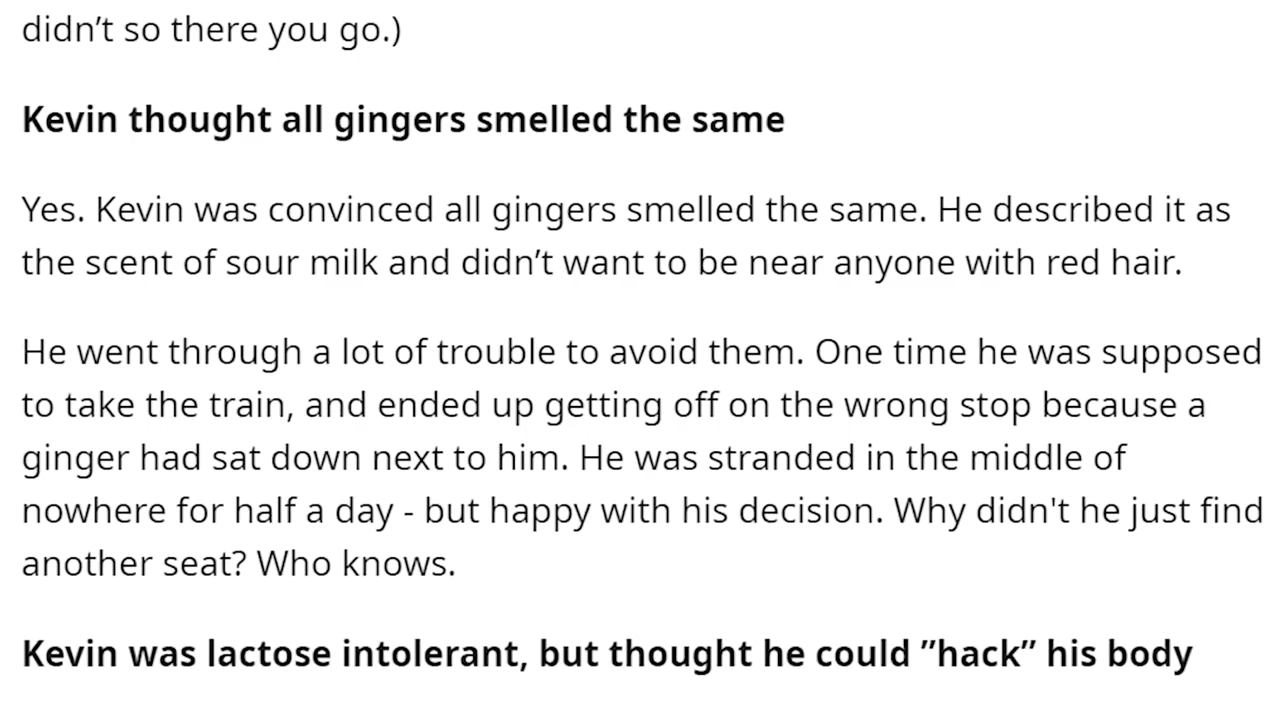 didn’t so there you go.)
Kevin thought all gingers smelled the same
Yes. Kevin was convinced all gingers smelled the same. He described it as
the scent of sour milk and didn’t want to be near anyone with red hair.
He went through a lot of trouble to avoid them. One time he was supposed
to take the train, and ended up getting off on the wrong stop because a
ginger had sat down next to him. He was stranded in the middle of
nowhere for half a day - but happy with his decision. Why didn't he just find
another seat? Who knows.
Kevin was lactose intolerant, but thought he could ”hack” his body